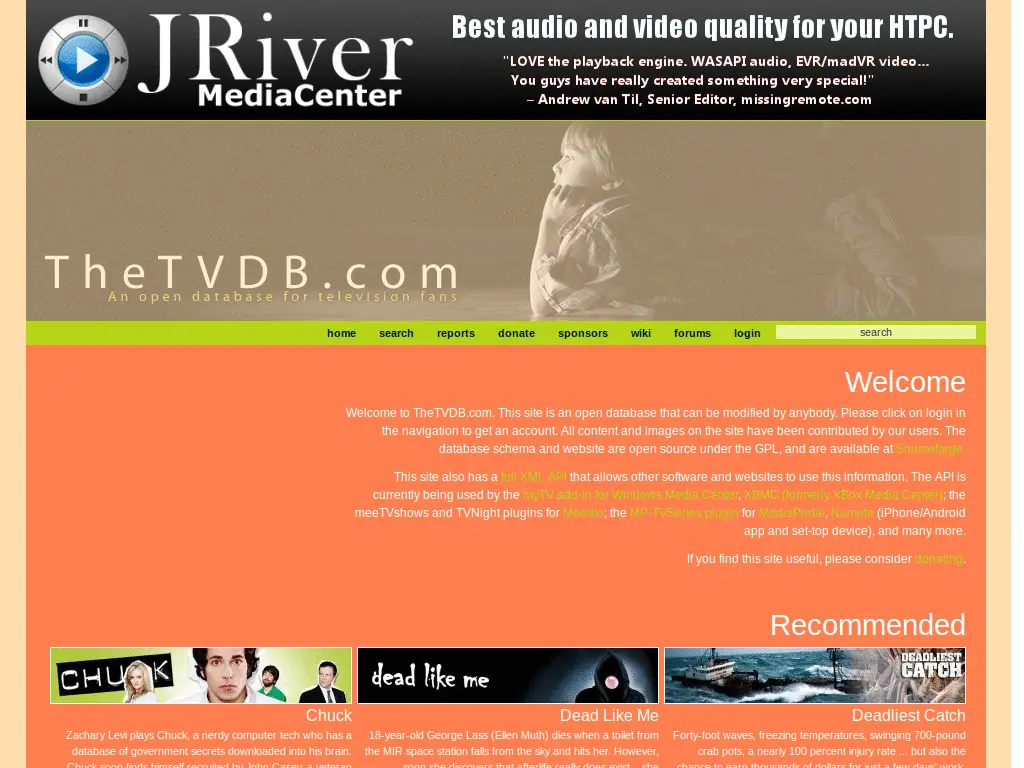 JRiver
MediaCenter
Best audio and video quality for your HTPC.
"LOVE the playback engine. WASAPI audio, EVR/madVR video...
You guys have really created something very special!"
– Andrew van Til, Senior Editor, missingremote.com
TheTVDB.com
An open database for television fans
home search reports donate sponsors wiki forums login search
Welcome
Welcome to TheTVDB.com. This site is an open database that can be modified by anybody. Please click on login in
the navigation to get an account. All content and images on the site have been contributed by our users. The
database schema and website are open source under the GPL, and are available at Sourceforge.
This site also has a full XML API that allows other software and websites to use this information. The API is
currently being used by the myTV add-in for Windows Media Center, XBMC (formerly XBox Media Center); the
meeTVshows and TVNight plugins for Meedio; the MP-TVSeries plugin for MediaPortal, Numote (iPhone/Android
app and set-top device), and many more.
If you find this site useful, please consider donating.
Recommended
CHUCK
dead like me
DEADLIEST
CATCH
Chuck
Dead Like Me
Deadliest Catch
Zachary Levi plays Chuck, a nerdy computer tech who has a
database of government secrets downloaded into his brain.
Chuck soon finds himself recruited by John Casey, a veteran
18-year-old George Lass (Ellen Muth) dies when a toilet from
the MIR space station falls from the sky and hits her. However,
soon she discovers that afterlife really does exist... she
Forty-foot waves, freezing temperatures, swinging 700-pound
crab pots, a nearly 100 percent injury rate ... but also the
chance to earn thousands of dollars for just a few days' work.